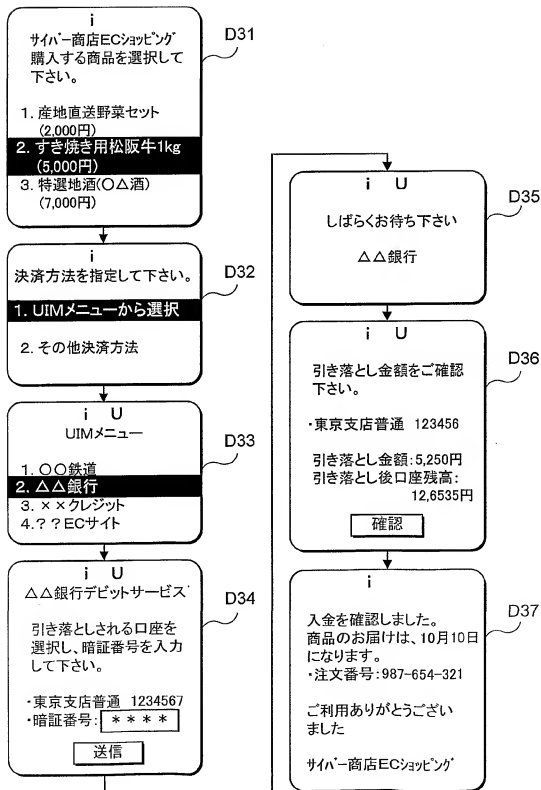 i
サイバー商店ECショッピング
購入する商品を選択して
下さい。
1. 産地直送野菜セット
(2,000円)
2. すき焼き用松阪牛1kg
(5,000円)
3. 特選地酒(〇△酒)
(7,000円)
D31
i
決済方法を指定して下さい。
1. UIMメニューから選択
2. その他決済方法
D32
i U
UIMメニュー
1. 〇〇鉄道
2. △△銀行
3. ××クレジット
4.??ECサイト
D33
i U
△△銀行デビットサービス
引き落としされる口座を
選択し、暗証番号を入力
して下さい。
・東京支店普通 1234567
・暗証番号: ****
送信
D34
i U
しばらくお待ち下さい
△△銀行
D35
i U
引き落とし金額をご確認
下さい。
・東京支店普通 123456
引き落とし金額:5,250円
引き落とし後口座残高:
12,6535円
確認
D36
i
入金を確認しました。
商品のお届けは、10月10日
になります。
・注文番号:987-654-321
ご利用ありがとうござい
ました
サイバー商店ECショッピング
D37